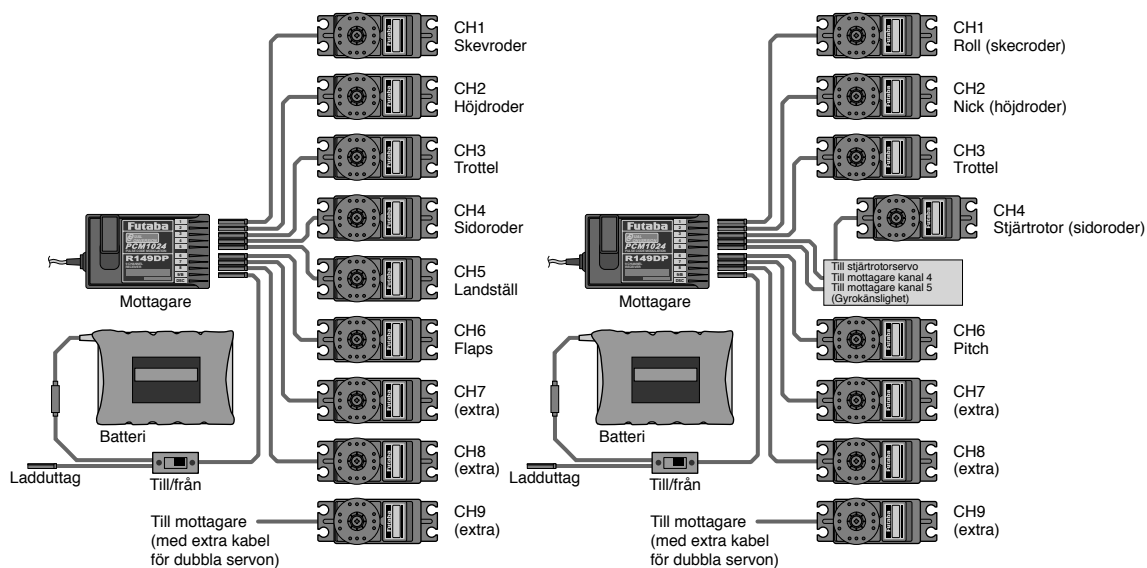 CH1
Skevroder
CH2
Höjdroder
CH3
Trottel
CH4
Sidoroder
CH5
Landställ
CH6
Flaps
CH7
(extra)
CH8
(extra)
CH9
(extra)
Futaba
PCM1024
R149DP
Mottagare
Batteri
Ladduttag
Till/från
Till mottagare
(med extra kabel
för dubbla servon)
CH1
Roll (skecroder)
CH2
Nick (höjdroder)
CH3
Trottel
CH4
Stjärtrotor (sidoroder)
Till stjärtrotorservo
Till mottagare kanal 4
Till mottagare kanal 5
(Gyrokänslighet)
CH6
Pitch
CH7
(extra)
CH8
(extra)
CH9
(extra)
Futaba
PCM1024
R149DP
Mottagare
Batteri
Ladduttag
Till/från
Till mottagare
(med extra kabel
för dubbla servon)